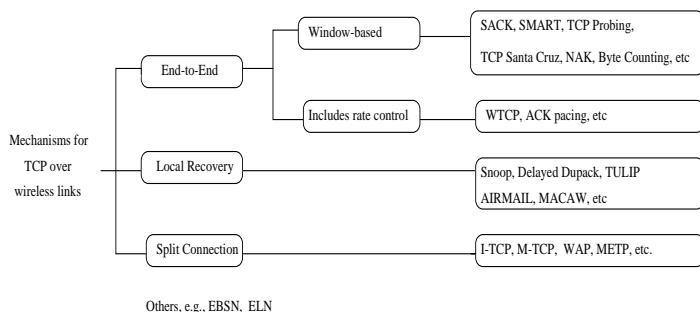 Window-based
SACK, SMART, TCP Probing,
TCP Santa Cruz, NAK, Byte Counting, etc
End-to-End
Includes rate control
WTCP, ACK pacing, etc
Mechanisms for
TCP over
wireless links
Local Recovery
Snoop, Delayed Dupack, TULIP
AIRMAIL, MACAW, etc
Split Connection
I-TCP, M-TCP, WAP, METP, etc.
Others, e.g., EBSN, ELN